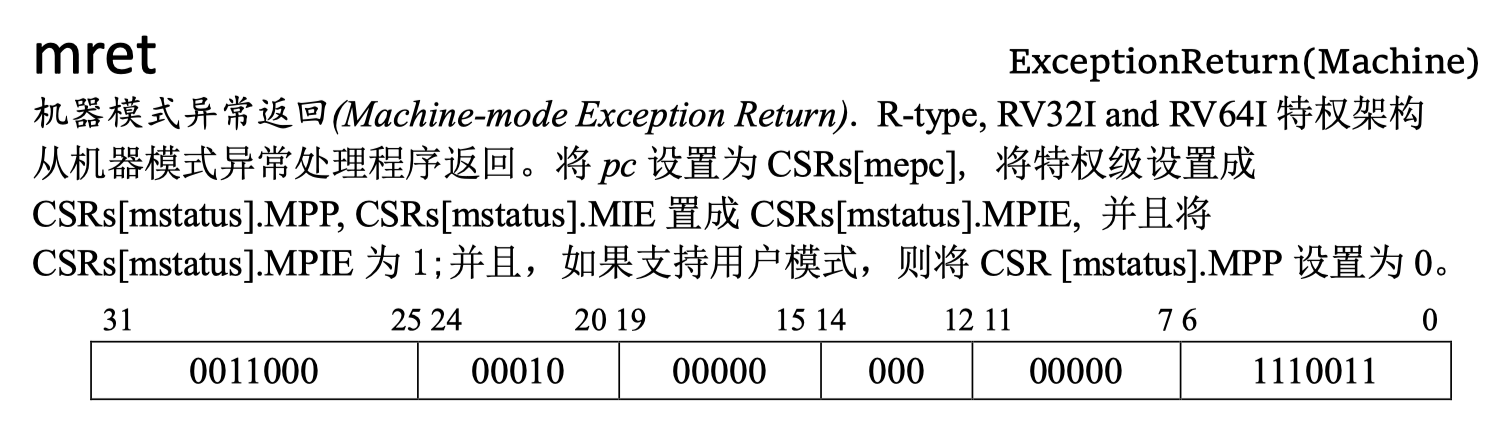 mret ExceptionReturn(Machine)
机器模式异常返回(Machine-mode Exception Return). R-type, RV32I and RV64I 特权架构
从机器模式异常处理程序返回。将 pc 设置为 CSRs[mepc], 将特权级设置成
CSRs[mstatus].MPP, CSRs[mstatus].MIE 置成 CSRs[mstatus].MPIE, 并且将
CSRs[mstatus].MPIE 为 1;并且，如果支持用户模式，则将 CSR [mstatus].MPP 设置为 0。
31 25 24 20 19 15 14 12 11 7 6 0
0011000 00010 00000 000 00000 1110011